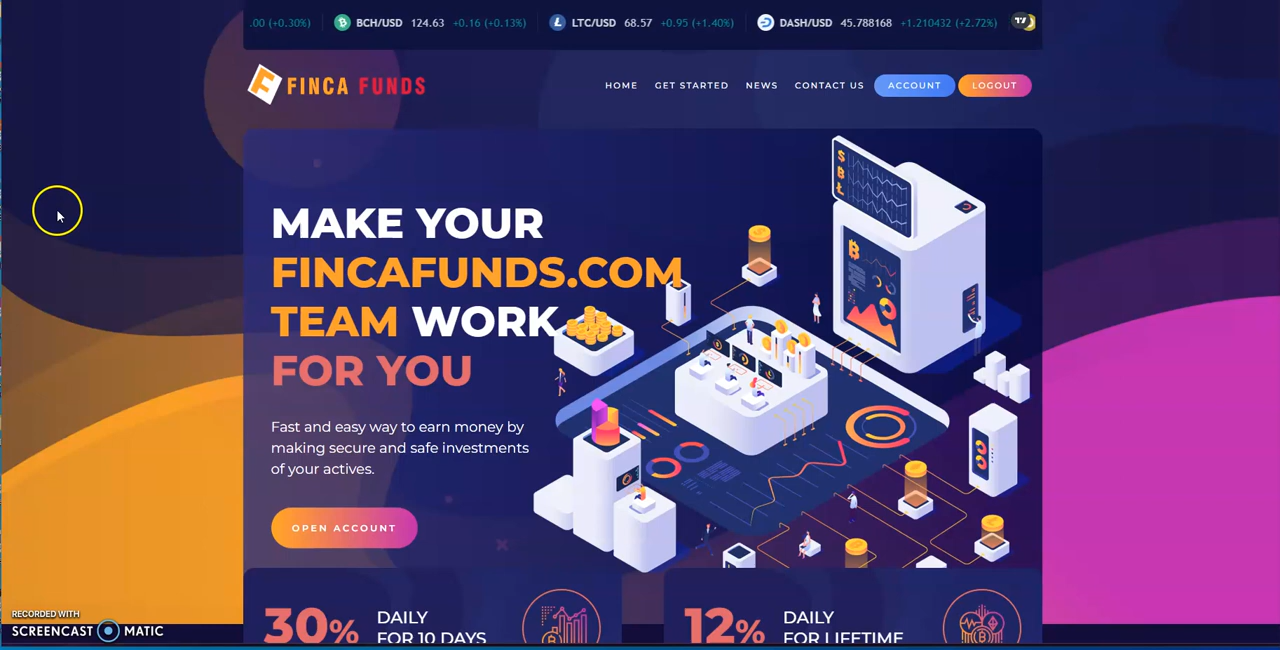 .00 (+0.30%) BCH/USD 124.63 +0.16 (+0.13%) LTC/USD 68.57 +0.95 (+1.40%) DASH/USD 45.788168 +1.210432 (+2.72%)
FINCA FUNDS
HOME GET STARTED NEWS CONTACT US ACCOUNT LOGOUT
MAKE YOUR
FINCAFUNDS.COM
TEAM WORK
FOR YOU
Fast and easy way to earn money by
making secure and safe investments
of your actives.
OPEN ACCOUNT
30% DAILY
FOR 10 DAYS
12% DAILY
FOR LIFETIME
RECORDED WITH
SCREENCAST MATIC